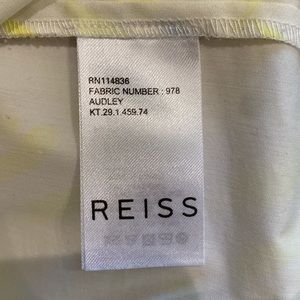 RN114836
FABRIC NUMBER : 978
AUDLEY
KT.29.1.459.74
REISS